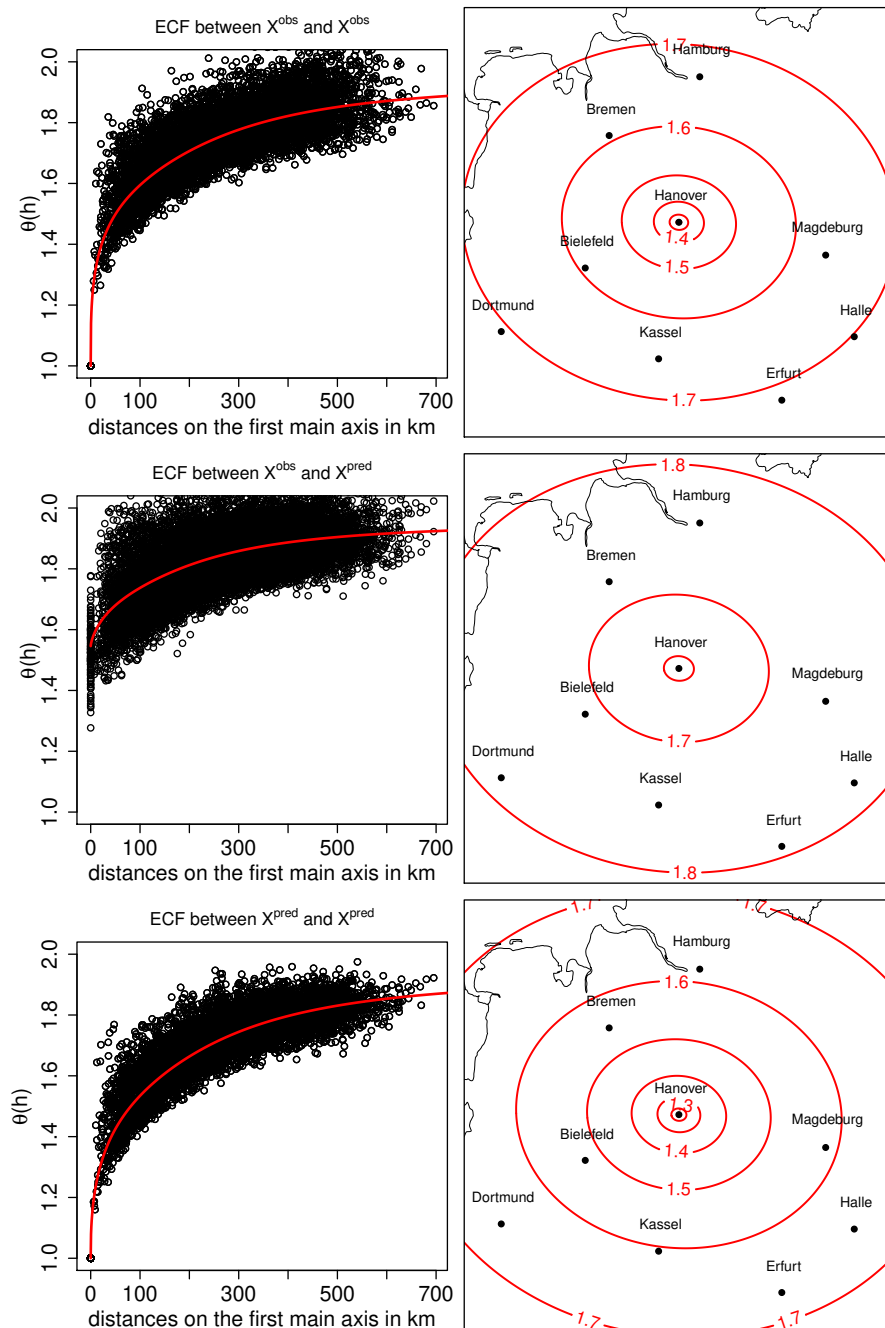 ECF between Xobs and Xobs
θ(h)
1.0 1.2 1.4 1.6 1.8 2.0
0 100 300 500 700
distances on the first main axis in km
1.7
Hamburg
Bremen
1.6
Hanover
1.4
Bielefeld
Magdeburg
1.5
Dortmund
Kassel
Halle
Erfurt
1.7
ECF between Xobs and Xpred
θ(h)
1.0 1.2 1.4 1.6 1.8 2.0
0 100 300 500 700
distances on the first main axis in km
1.8
Hamburg
Bremen
Hanover
Bielefeld
Magdeburg
1.7
Dortmund
Kassel
Halle
Erfurt
1.8
ECF between Xpred and Xpred
θ(h)
1.0 1.2 1.4 1.6 1.8 2.0
0 100 300 500 700
distances on the first main axis in km
1.7 1.7
Hamburg
1.6
Bremen
Hanover
1.3
Bielefeld
1.4
Magdeburg
1.5
Dortmund
Kassel
Halle
Erfurt
1.7 1.7